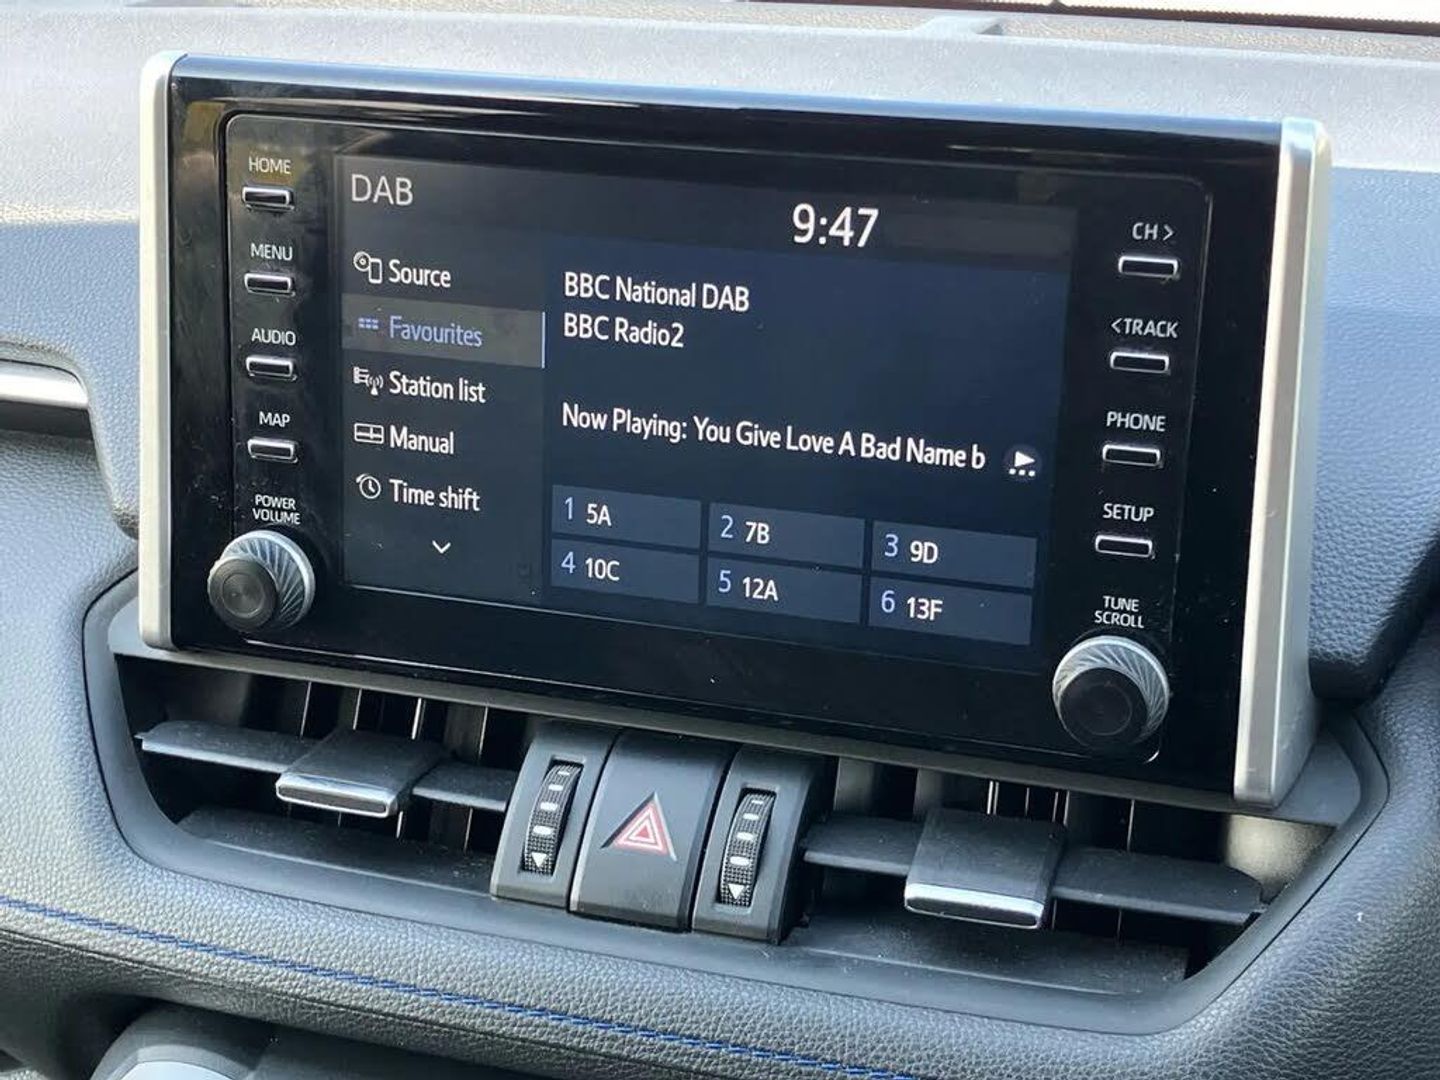 HOME
MENU
AUDIO
MAP
POWER
VOLUME
DAB
9:47
Source
Favourites
Station list
Manual
Time shift
BBC National DAB
BBC Radio2
Now Playing: You Give Love A Bad Name b
1 5A
2 7B
3 9D
4 10C
5 12A
6 13F
CH >
<TRACK
PHONE
SETUP
TUNE
SCROLL